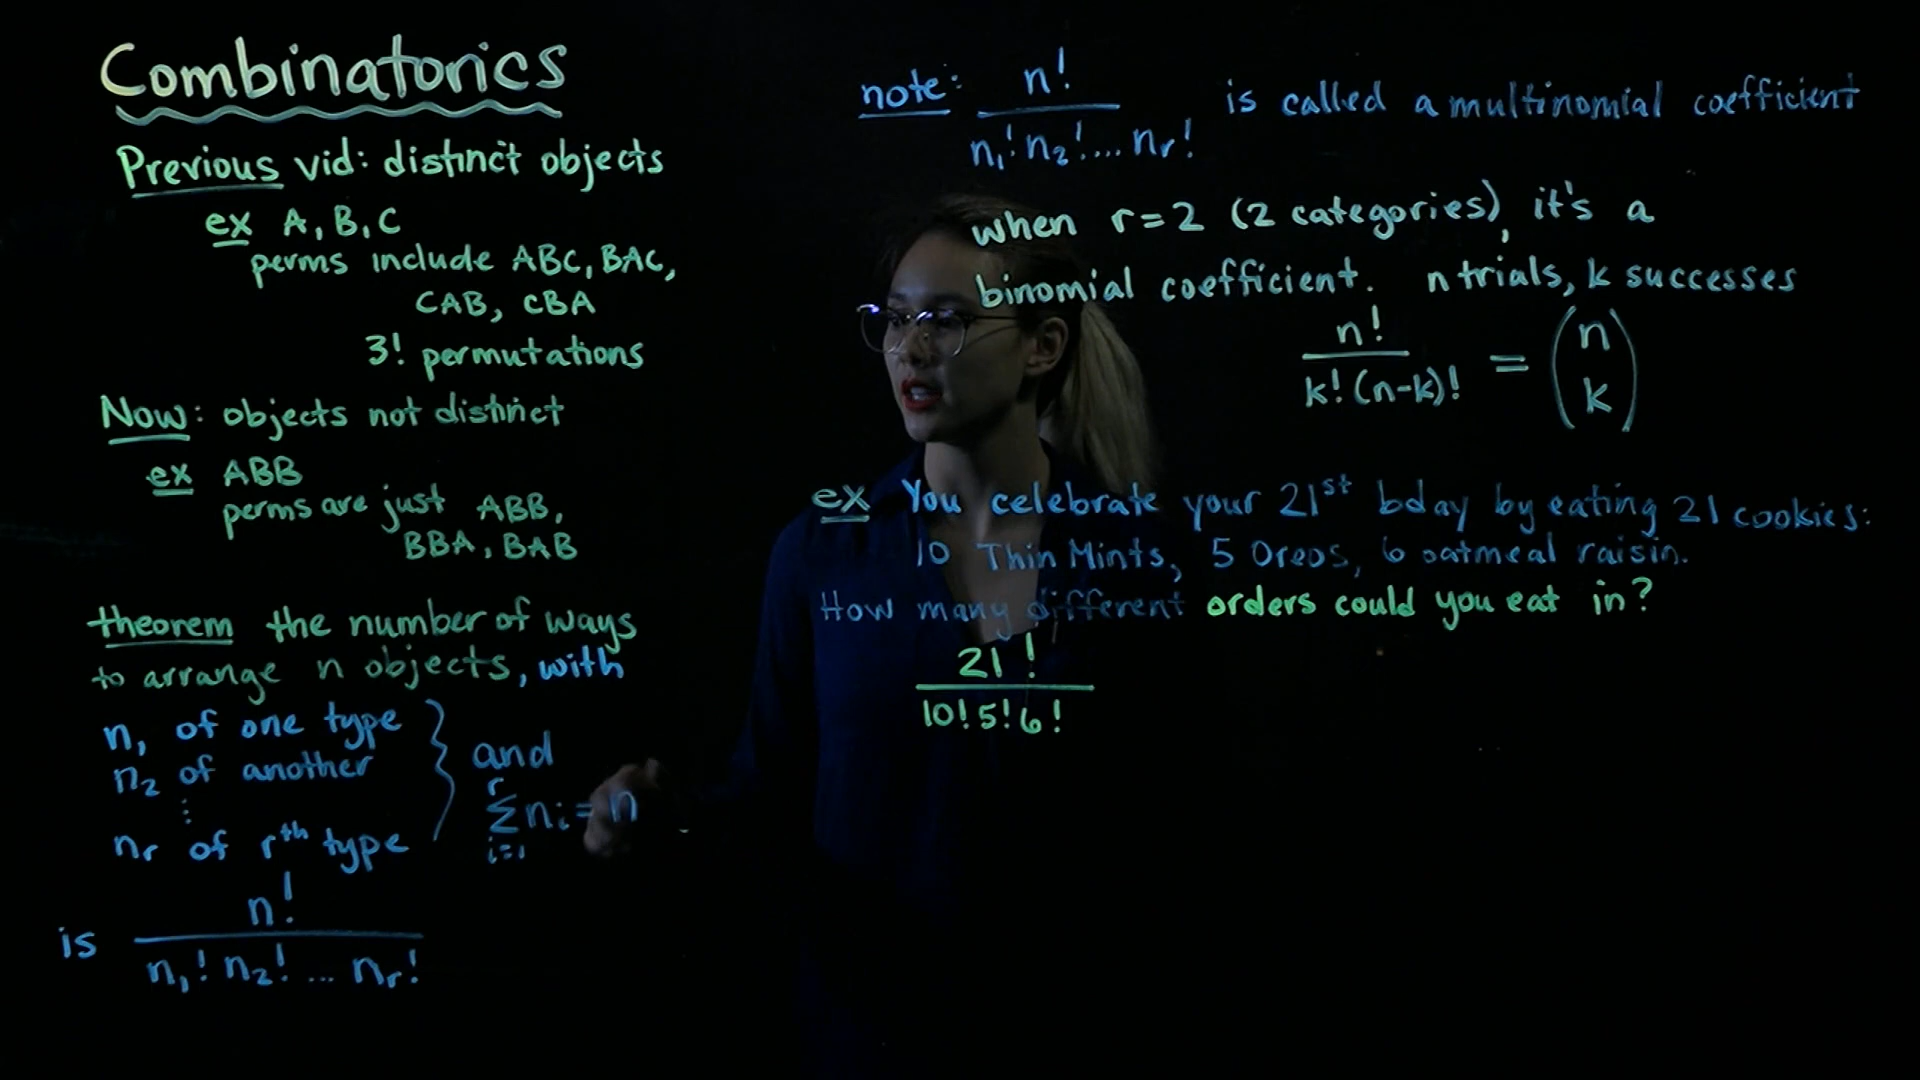 Combinatorics
Previous vid: distinct objects
ex A, B, C
perms include ABC, BAC,
CAB, CBA
3! permutations
Now: objects not distinct
ex ABB
perms are just ABB,
BBA, BAB
theorem the number of ways
to arrange n objects, with
n₁ of one type
n₂ of another
⋮
nᵣ of rᵗʰ type
} and
r
Σ nᵢ = n
i=1
n!
is ―――
n₁! n₂! ... nᵣ!
note: n! / n₁! n₂! .... nᵣ! is called a multinomial coefficient
when r=2 (2 categories), it's a
binomial coefficient. n trials, k successes
n! / k! (n-k)! = (n k)
ex You celebrate your 21ˢᵗ bday by eating 21 cookies:
10 Thin Mints, 5 Oreos, 6 oatmeal raisin.
How many different orders could you eat in?
21!
10! 5! 6!